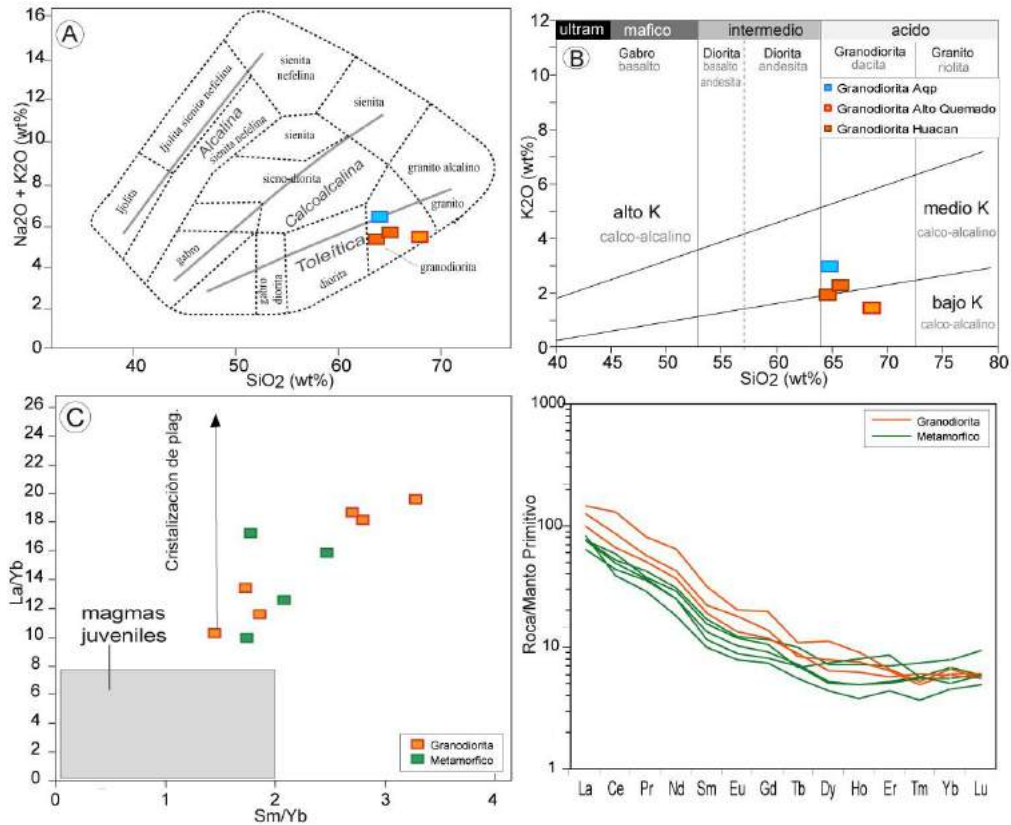 A
16
14
12
10
8
6
4
2
0
Na2O + K2O (wt%)
40
50
60
70
SiO2 (wt%)
sienita
nefelina
Ijolita sienita nefelina
Alcalina
sienita nefelina
Ijolita
sienita
sienita
sieno-diorita
Calcoalcalina
granito alcalino
granito
gabro
Toleítica
gabro
diorita
diorita
granodiorita
B
ultram
mafico
intermedio
acido
Gabro
basalto
Diorita
basalto
andesita
Diorita
andesita
Granodiorita
dacita
Granito
riolita
Granodiorita Aqp
Granodiorita Alto Quemado
Granodiorita Huacan
12
10
8
6
4
2
0
K2O (wt%)
alto K
calco-alcalino
medio K
calco-alcalino
bajo K
calco-alcalino
40
45
50
55
60
65
70
75
80
SiO2 (wt%)
C
26
24
22
20
18
16
14
12
10
8
6
4
2
0
La/Yb
Cristalización de plag.
magmas
juveniles
Granodiorita
Metamorfico
0
1
2
3
4
Sm/Yb
1000
100
10
1
Roca/Manto Primitivo
Granodiorita
Metamorfico
La Ce Pr Nd Sm Eu Gd Tb Dy Ho Er Tm Yb Lu